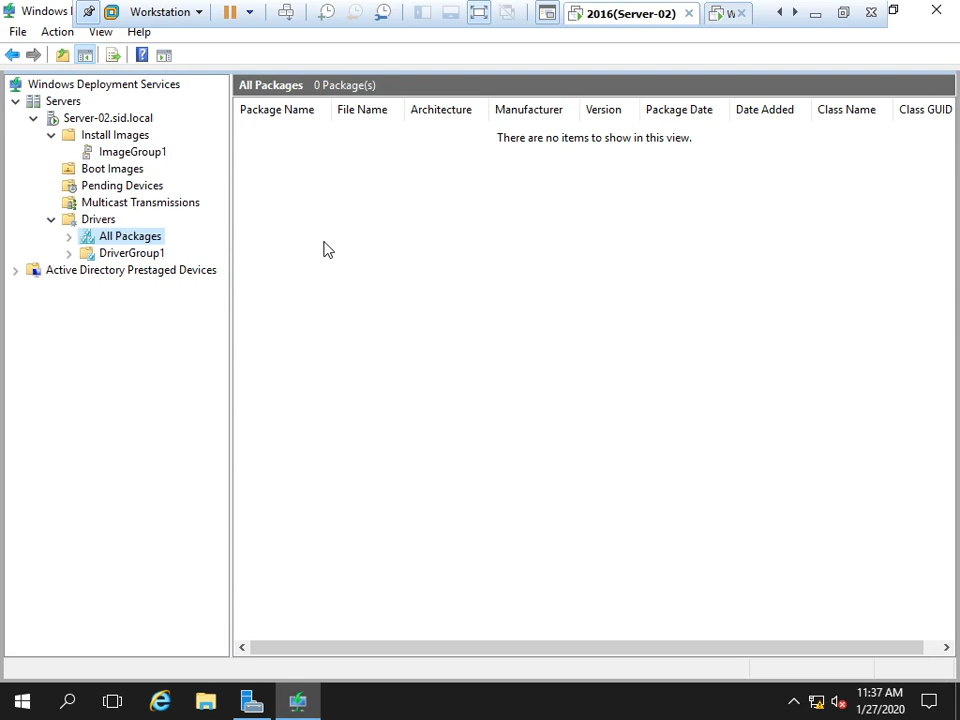 Windows I
Workstation
2016(Server-02)
W
File Action View Help
Windows Deployment Services
Servers
Server-02.sid.local
Install Images
ImageGroup1
Boot Images
Pending Devices
Multicast Transmissions
Drivers
All Packages
DriverGroup1
Active Directory Prestaged Devices
All Packages 0 Package(s)
Package Name File Name Architecture Manufacturer Version Package Date Date Added Class Name Class GUID
There are no items to show in this view.
11:37 AM
1/27/2020